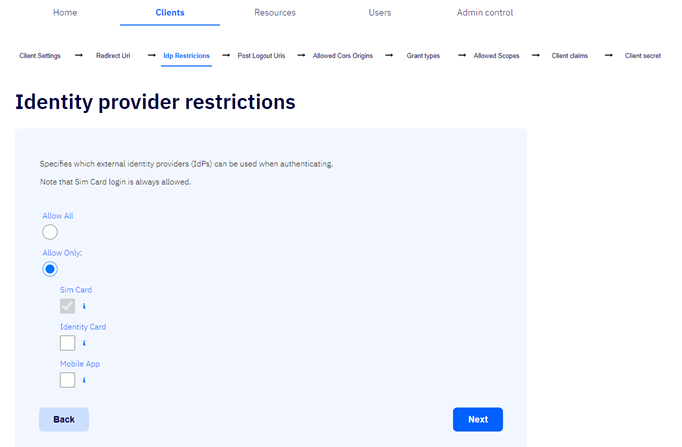 Home Clients Resources Users Admin control
Client Settings → Redirect Uri → Idp Restricions → Post Logout Uris → Allowed Cors Origins → Grant types → Allowed Scopes → Client claims → Client secret
Identity provider restrictions
Specifies which external identity providers (IdPs) can be used when authenticating.
Note that Sim Card login is always allowed.
Allow All
Allow Only:
Sim Card
i
Identity Card
i
Mobile App
i
Back Next